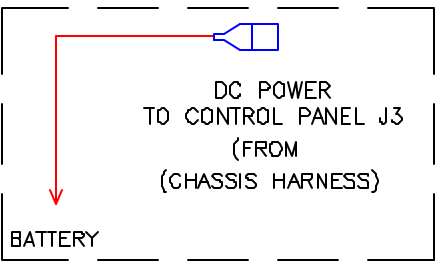 DC POWER
TO CONTROL PANEL J3
(FROM
(CHASSIS HARNESS)
BATTERY